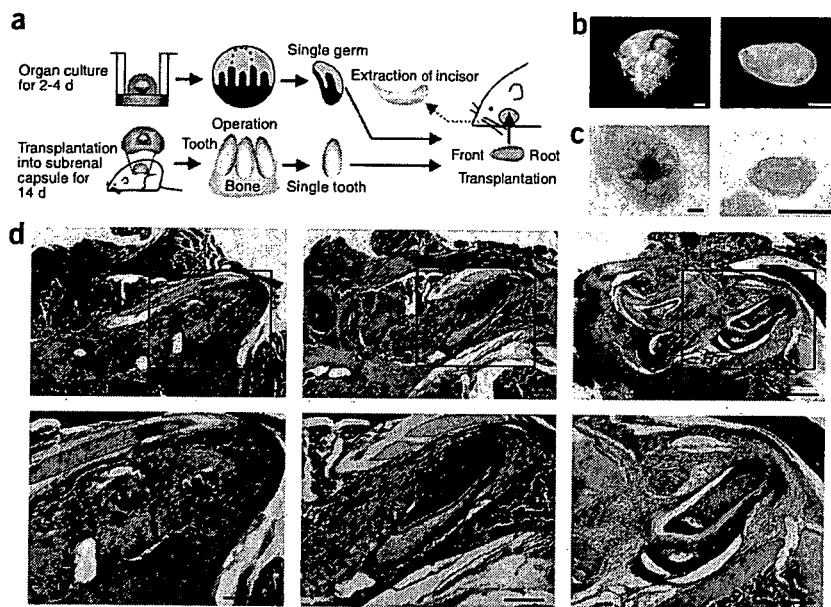 a
Organ culture
for 2-4 d
Single germ
Extraction of incisor
Transplantation
into subrenal
capsule for
14 d
Operation
Tooth
Bone
Single tooth
Front
Root
Transplantation
b
c
d